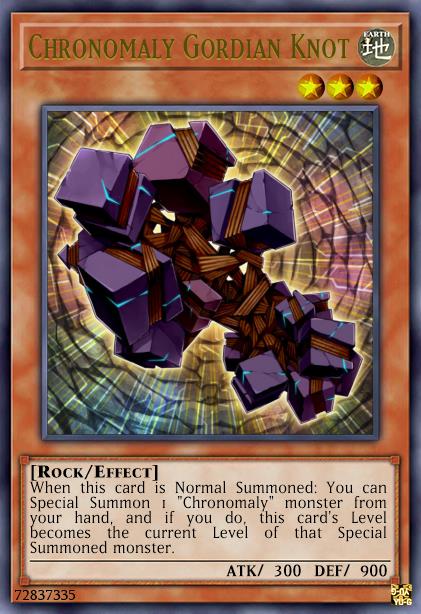 Chronomaly Gordian Knot
EARTH
地
[Rock/Effect]
When this card is Normal Summoned: You can
Special Summon 1 "Chronomaly" monster from
your hand, and if you do, this card's Level
becomes the current Level of that Special
Summoned monster.
ATK/ 300 DEF/ 900
72837335